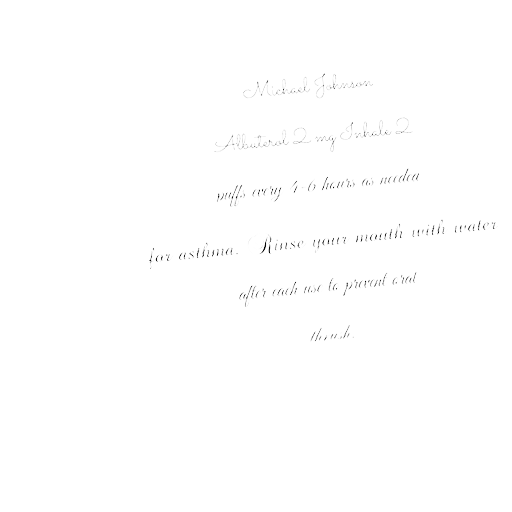 Michael Johnson
Albuterol 2 mg Inhale 2
puffs every 4-6 hours as needed
for asthma. Rinse your mouth with water
after each use to prevent oral
thrush.